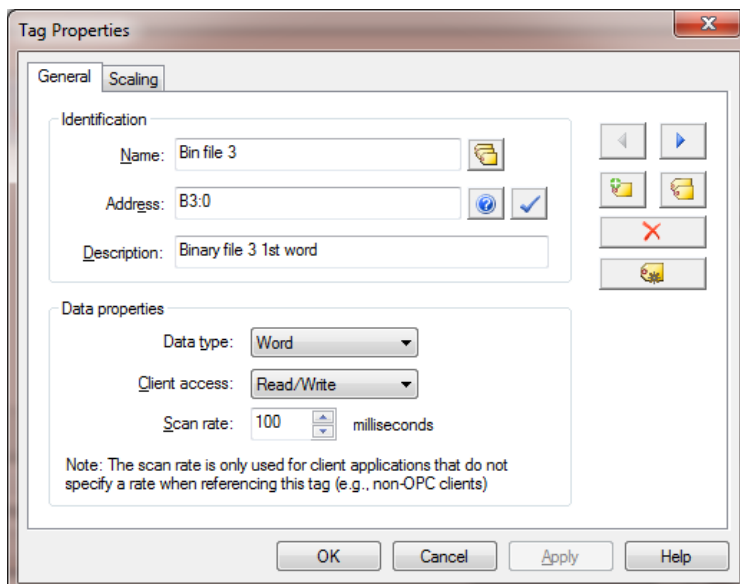 Tag Properties
General Scaling
Identification
Name: Bin file 3
Address: B3:0
Description: Binary file 3 1st word
Data properties
Data type: Word
Client access: Read/Write
Scan rate: 100 milliseconds
Note: The scan rate is only used for client applications that do not
specify a rate when referencing this tag (e.g., non-OPC clients)
OK Cancel Apply Help